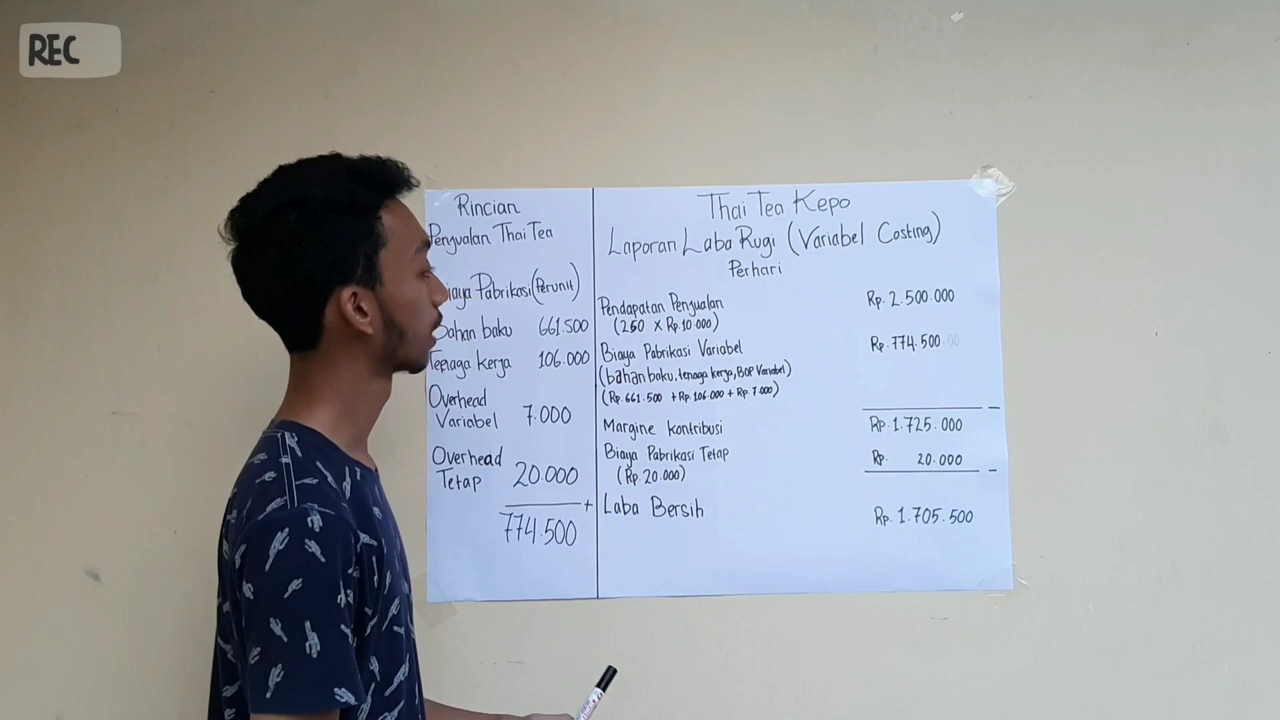 REC
Rincian
Penjualan Thai Tea
Biaya Pabrikasi (Perunit)
Bahan baku 661.500
Tenaga kerja 106.000
Overhead
Variabel 7.000
Overhead
Tetap 20.000
+
774.500
Thai Tea Kepo
Laporan Laba Rugi (Variabel Costing)
Perhari
Pendapatan Penjualan Rp. 2.500.000
(250 x Rp. 10.000)
Biaya Pabrikasi Variabel Rp. 774.500
(bahan baku, tenaga kerja, BOP Variabel)
(Rp. 661.500 + Rp. 106.000 + Rp. 7.000)
Margine kontribusi Rp. 1.725.000
Biaya Pabrikasi Tetap Rp. 20.000
(Rp. 20.000)
Laba Bersih Rp. 1.705.500